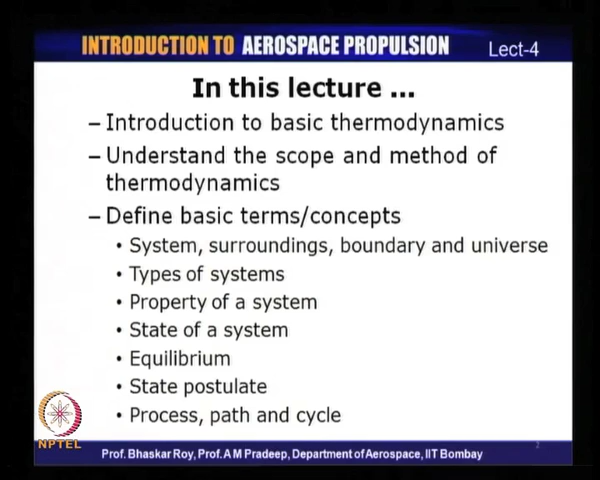 INTRODUCTION TO AEROSPACE PROPULSION Lect-4
In this lecture ...
– Introduction to basic thermodynamics
– Understand the scope and method of
thermodynamics
– Define basic terms/concepts
• System, surroundings, boundary and universe
• Types of systems
• Property of a system
• State of a system
• Equilibrium
• State postulate
• Process, path and cycle
NPTEL
2
Prof. Bhaskar Roy, Prof. A M Pradeep, Department of Aerospace, IIT Bombay